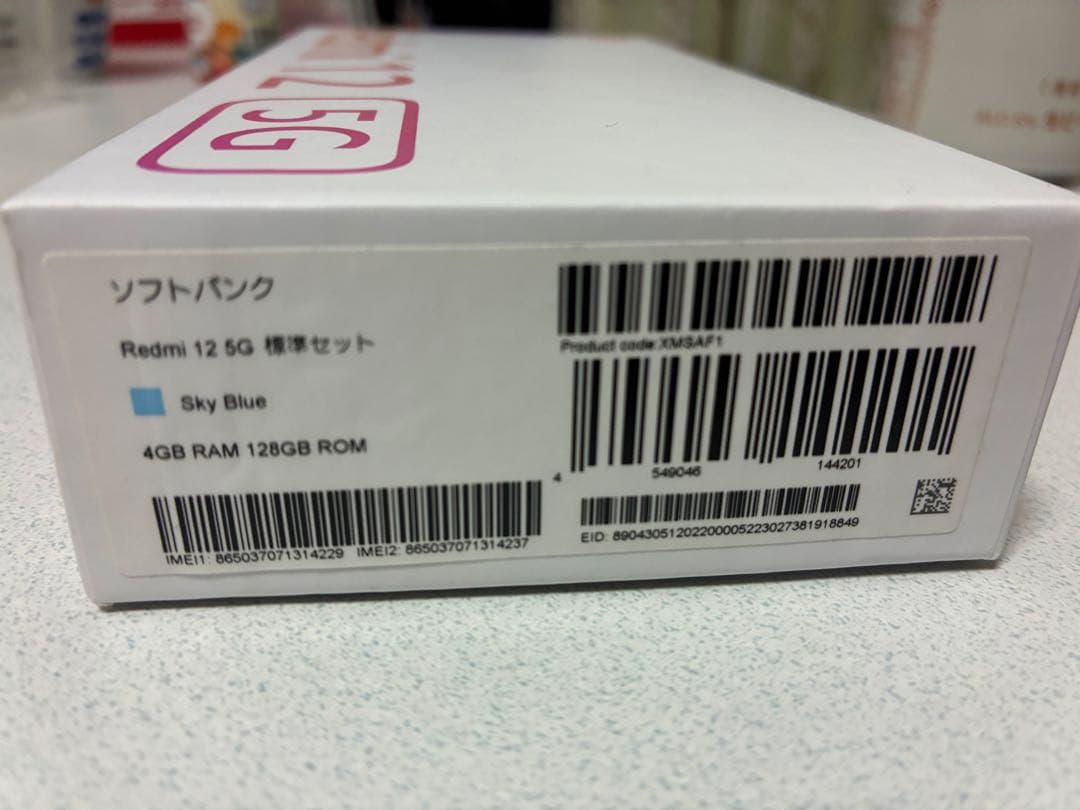 12 5G
ソフトバンク
Redmi 12 5G 標準セット
Sky Blue
4GB RAM 128GB ROM
IMEI1: 865037071314229 IMEI2: 865037071314237
Product code:XMSAF1
4 549046 144201
EID: 89043051202200005223027381918849